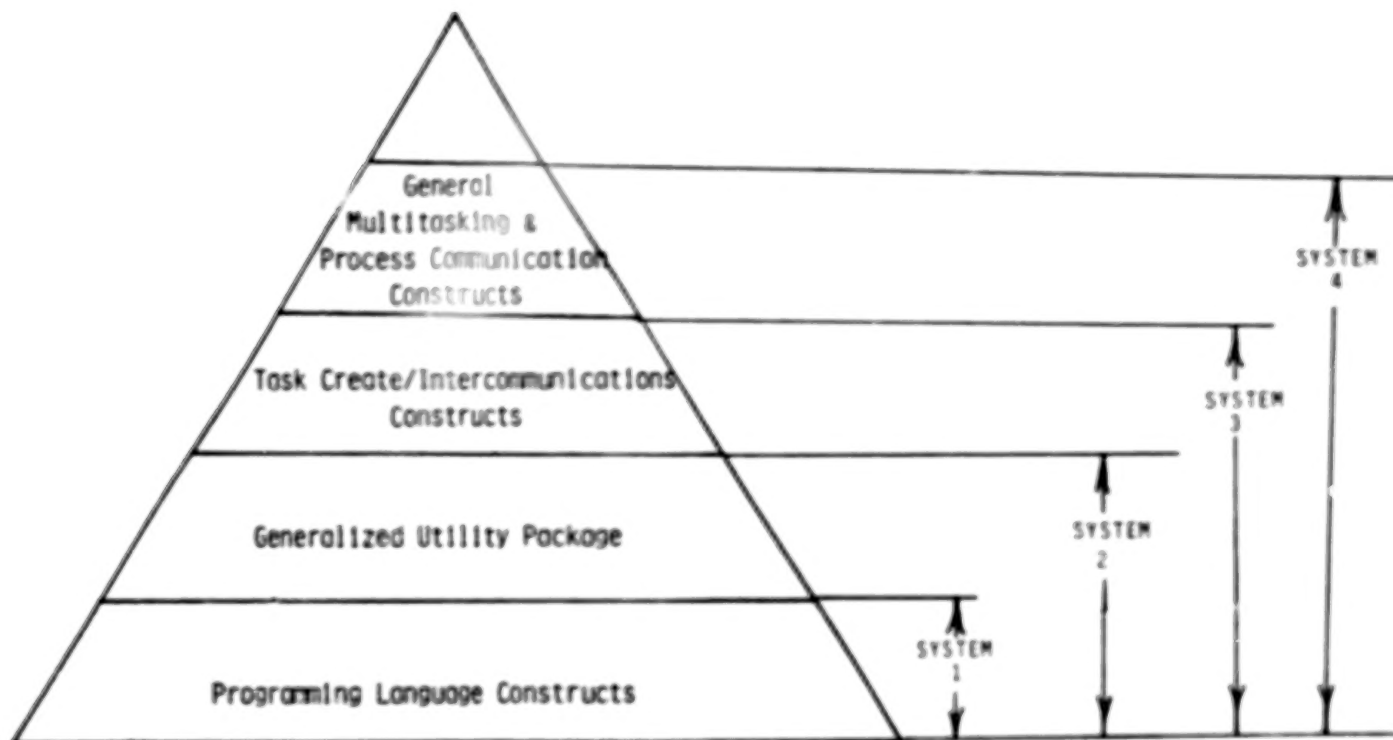 General
Multitasking &
Process Communication
Constructs
SYSTEM
4
Task Create/Intercommunications
Constructs
SYSTEM
3
Generalized Utility Package
SYSTEM
2
Programming Language Constructs
SYSTEM
1